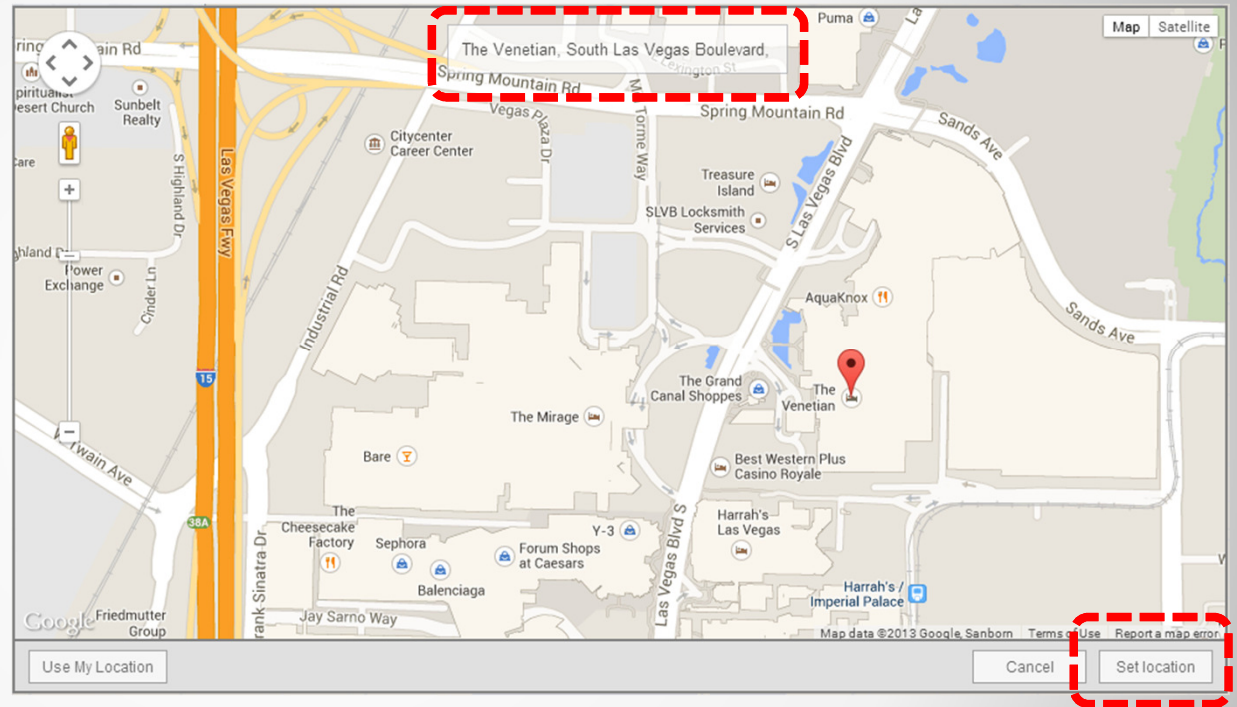 Puma
Map
Satellite
The Venetian, South Las Vegas Boulevard,
E Lexington St
Spring Mountain Rd
Spring Mountain Rd
Desert Church
Sunbelt
Realty
Vegas Plaza Dr
Mel Torme Way
Citycenter
Career Center
Sands Ave
S Highland Dr
Las Vegas Fwy
Treasure
Island
SLVB Locksmith
Services
S Las Vegas Blvd
Power
Exchange
Cinder Ln
Industrial Rd
AquaKnox
Sands Ave
15
The Grand
Canal Shoppes
The
Venetian
The Mirage
W Twain Ave
Bare
Best Western Plus
Casino Royale
38A
The
Cheesecake
Factory
Sephora
Balenciaga
Y-3
Forum Shops
at Caesars
Las Vegas Blvd S
Harrah's
Las Vegas
Harrah's /
Imperial Palace
rank Sinatra Dr
Jay Sarno Way
Google
Friedmutter
Group
Map data ©2013 Google, Sanborn
Terms of Use
Report a map error
Use My Location
Cancel
Set location